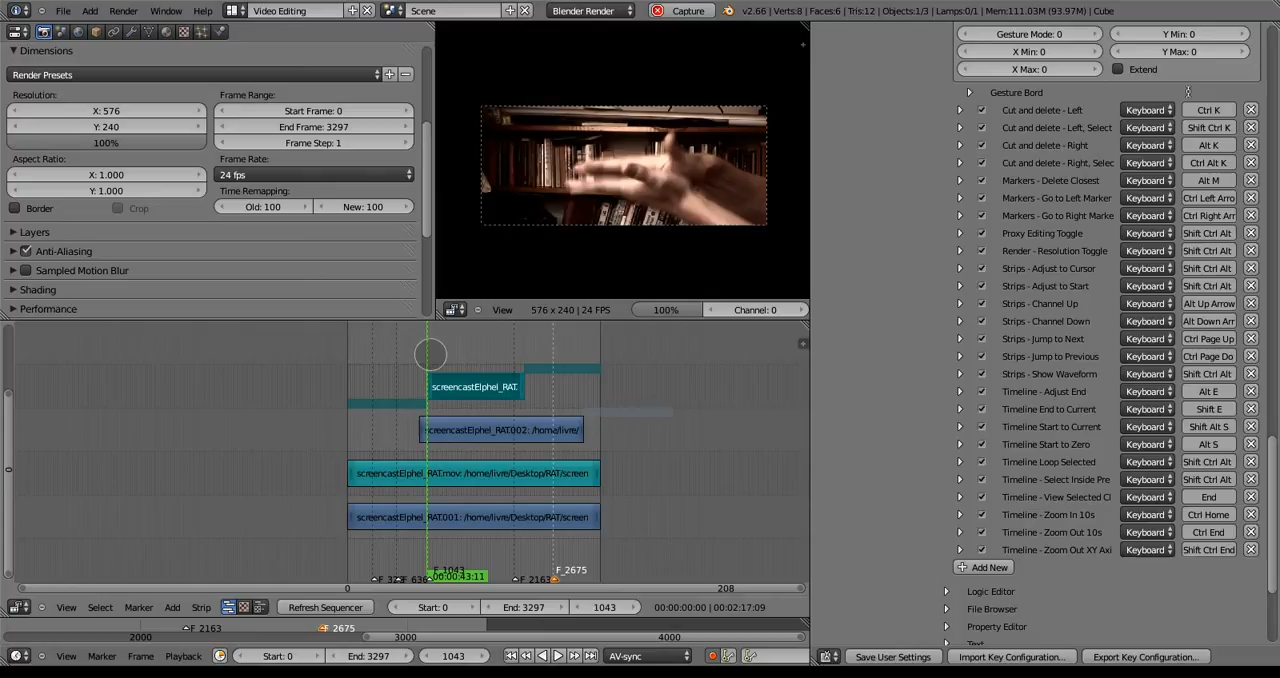 File Add Render Window Help Video Editing Scene Blender Render Capture v2.66 | Verts:8 | Faces:6 | Tris:12 | Objects:1/3 | Lamps:0/1 | Mem:111.03M (93.97M) | Cube
Dimensions
Render Presets
Resolution:
X: 576
Y: 240
100%
Aspect Ratio:
X: 1.000
Y: 1.000
Border
Crop
Frame Range:
Start Frame: 0
End Frame: 3297
Frame Step: 1
Frame Rate:
24 fps
Time Remapping:
Old: 100
New: 100
Layers
Anti-Aliasing
Sampled Motion Blur
Shading
Performance
View 576 x 240 | 24 FPS 100% Channel: 0
Gesture Mode: 0 Y Min: 0
X Min: 0 Y Max: 0
X Max: 0 Extend
Gesture Bord
Cut and delete - Left Keyboard Ctrl K
Cut and delete - Left, Select Keyboard Shift Ctrl K
Cut and delete - Right Keyboard Alt K
Cut and delete - Right, Selec Keyboard Ctrl Alt K
Markers - Delete Closest Keyboard Alt M
Markers - Go to Left Marker Keyboard Ctrl Left Arro
Markers - Go to Right Marke Keyboard Ctrl Right Arr
Proxy Editing Toggle Keyboard Shift Ctrl Alt
Render - Resolution Toggle Keyboard Shift Ctrl Alt
Strips - Adjust to Cursor Keyboard Shift Ctrl Alt
Strips - Adjust to Start Keyboard Shift Ctrl Alt
Strips - Channel Up Keyboard Alt Up Arrow
Strips - Channel Down Keyboard Alt Down Arr
Strips - Jump to Next Keyboard Ctrl Page Up
Strips - Jump to Previous Keyboard Ctrl Page Do
Strips - Show Waveform Keyboard Shift Ctrl Alt
Timeline - Adjust End Keyboard Alt E
Timeline End to Current Keyboard Shift E
Timeline Start to Current Keyboard Shift Alt S
Timeline Start to Zero Keyboard Alt S
Timeline Loop Selected Keyboard Shift Ctrl Alt
Timeline - Select Inside Pre Keyboard Shift Ctrl Alt
Timeline - View Selected Cl Keyboard End
Timeline - Zoom In 10s Keyboard Ctrl Home
Timeline - Zoom Out 10s Keyboard Ctrl End
Timeline - Zoom Out XY Axi Keyboard Shift Ctrl End
Add New
Logic Editor
File Browser
Property Editor
Text
Save User Settings Import Key Configuration... Export Key Configuration...
screencastElphel_RAT.
screencastElphel_RAT.002: /home/livre/
screencastElphel_RAT.mov: /home/livre/Desktop/RAT/screen
screencastElphel_RAT.001: /home/livre/Desktop/RAT/screen
0
F_1043 F_2675
00:00:43:11 F_2163
0 208
View Select Marker Add Strip Refresh Sequencer Start: 0 End: 3297 1043 00:00:00:00 | 00:02:17:09
F_2163 F_2675
2000 3000 4000
View Marker Frame Playback Start: 0 End: 3297 1043 AV-sync